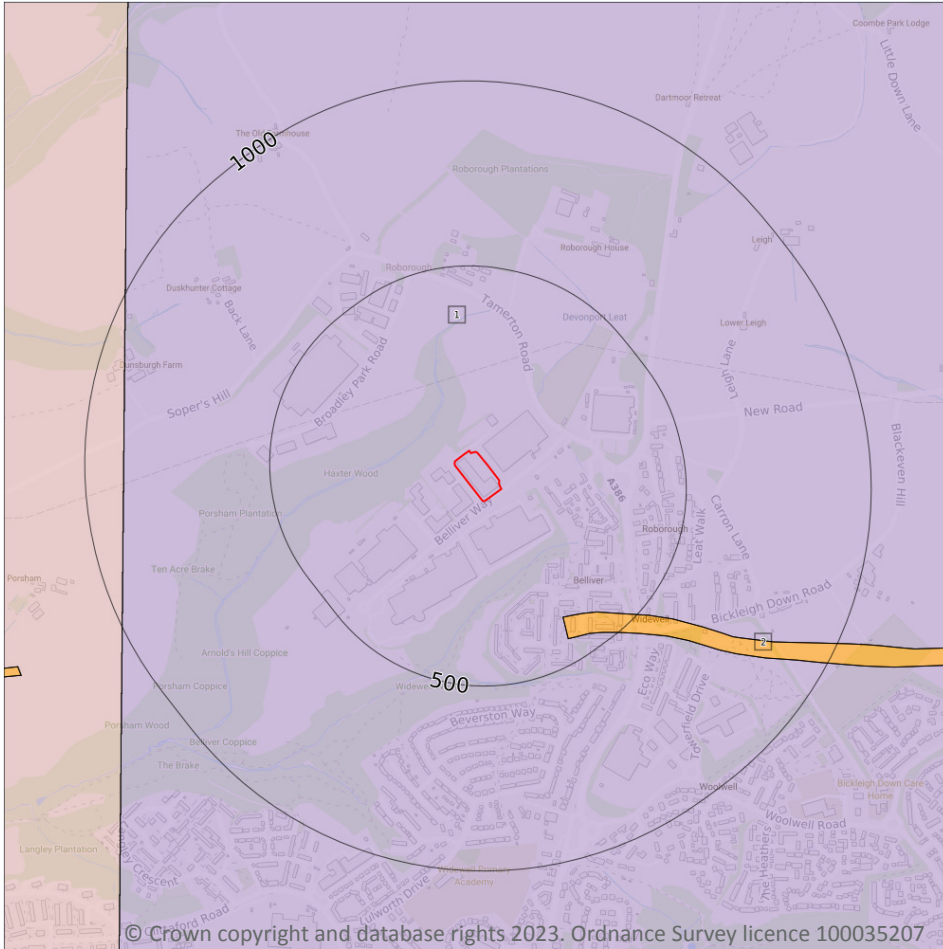 Coombe Park Lodge
Little Down Lane
Dartmoor Retreat
The Old Farmhouse
1000
Roborough Plantations
Leigh
Roborough House
Roborough
Duskhunter Cottage
Back Lane
1
Tamerton Road
Devonport Leat
Lower Leigh
Dunsburgh Farm
Broadley Park Road
Leigh Lane
Soper's Hill
New Road
Blackeven Hill
Haxter Wood
A386
Porsham Plantation
Belliver Way
Roborough
Leat Walk
Carron Lane
Ten Acre Brake
Porsham
Belliver
Bickleigh Down Road
Widewell
2
Arnold's Hill Coppice
Eco Way
500
Porsham Coppice
Beverston Way
Towerfield Drive
Porsham Wood
Belliver Coppice
The Brake
Woolwell
Bickleigh Down Care
Home
Woolwell Road
The Heathers
Langley Plantation
Crescent
Academy
Lulworth Drive
Road
© Crown copyright and database rights 2023. Ordnance Survey licence 100035207